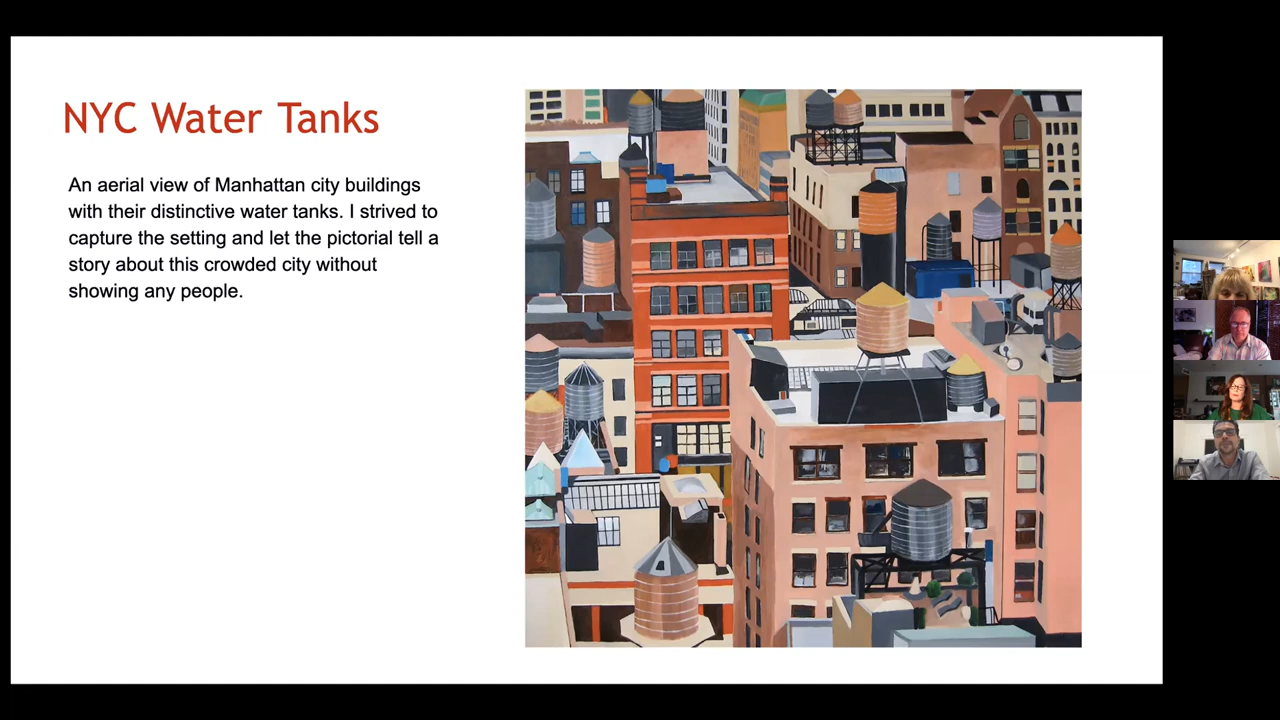 NYC Water Tanks
An aerial view of Manhattan city buildings
with their distinctive water tanks. I strived to
capture the setting and let the pictorial tell a
story about this crowded city without
showing any people.